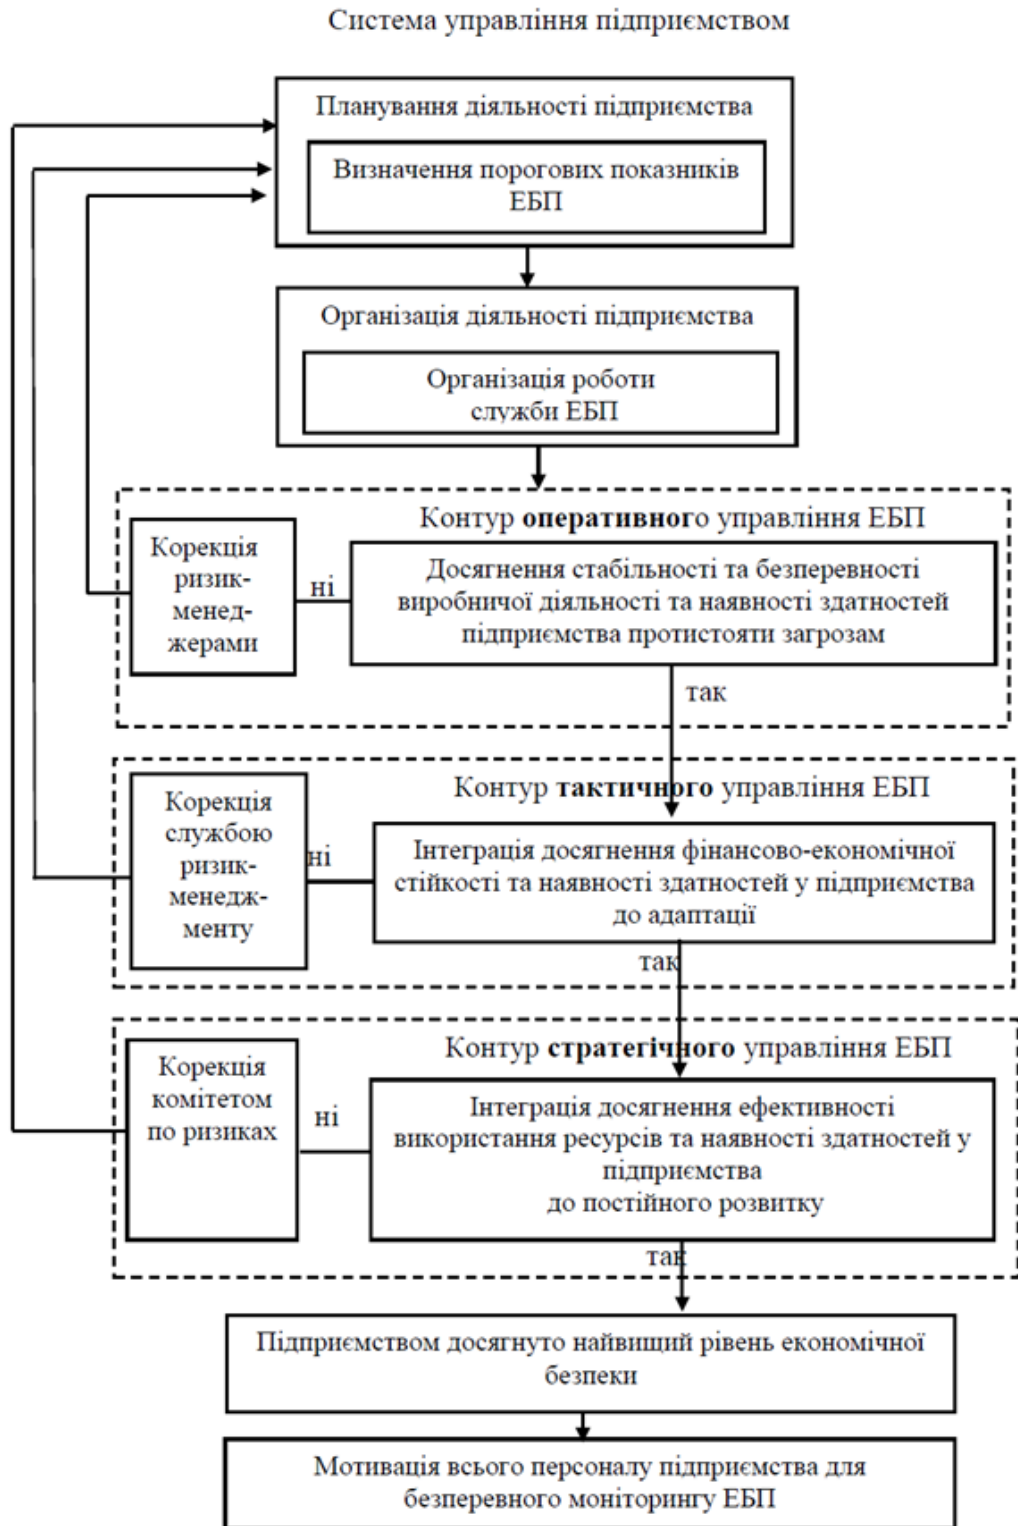 Система управління підприємством
Планування діяльності підприємства
Визначення порогових показників
ЕБП
Організація діяльності підприємства
Організація роботи
служби ЕБП
Контур оперативного управління ЕБП
Корекція
ризик-
менед-
жерами
ні
Досягнення стабільності та безперевності
виробничої діяльності та наявності здатностей
підприємства протистояти загрозам
так
Контур тактичного управління ЕБП
Корекція
службою
ризик-
менедж-
менту
ні
Інтеграція досягнення фінансово-економічної
стійкості та наявності здатностей у підприємства
до адаптації
так
Контур стратегічного управління ЕБП
Корекція
комітетом
по ризиках
ні
Інтеграція досягнення ефективності
використання ресурсів та наявності здатностей у
підприємства
до постійного розвитку
так
Підприємством досягнуто найвищий рівень економічної
безпеки
Мотивація всього персоналу підприємства для
безперевного моніторингу ЕБП